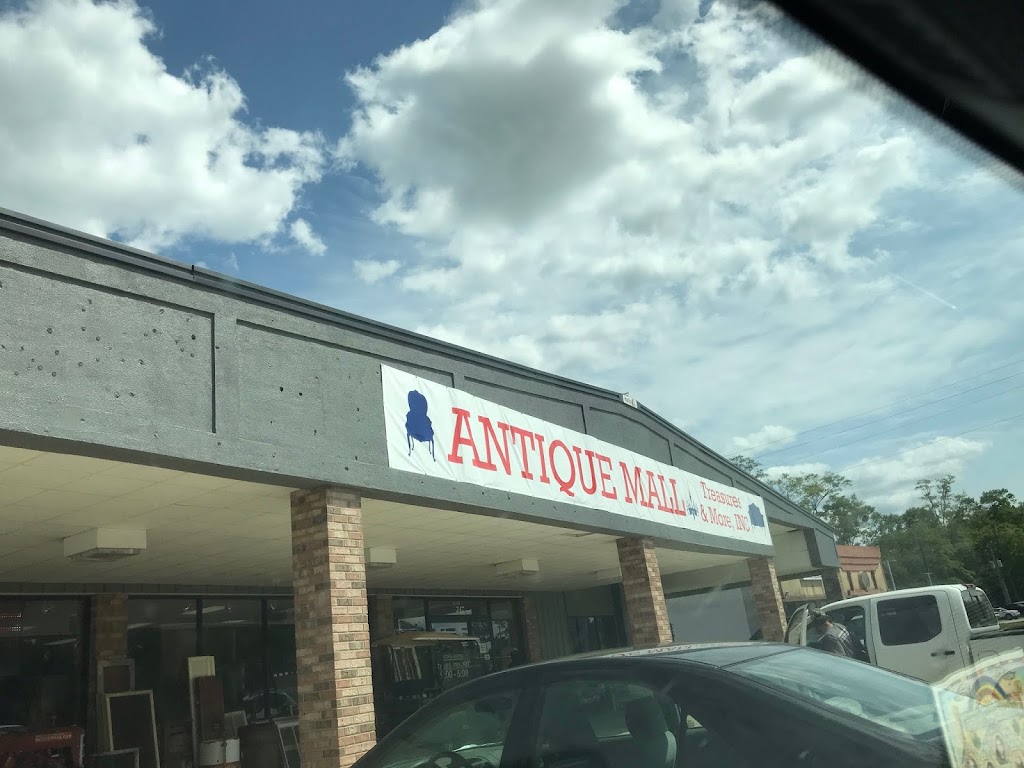 ANTIQUE MALL
Treasures
& More, INC